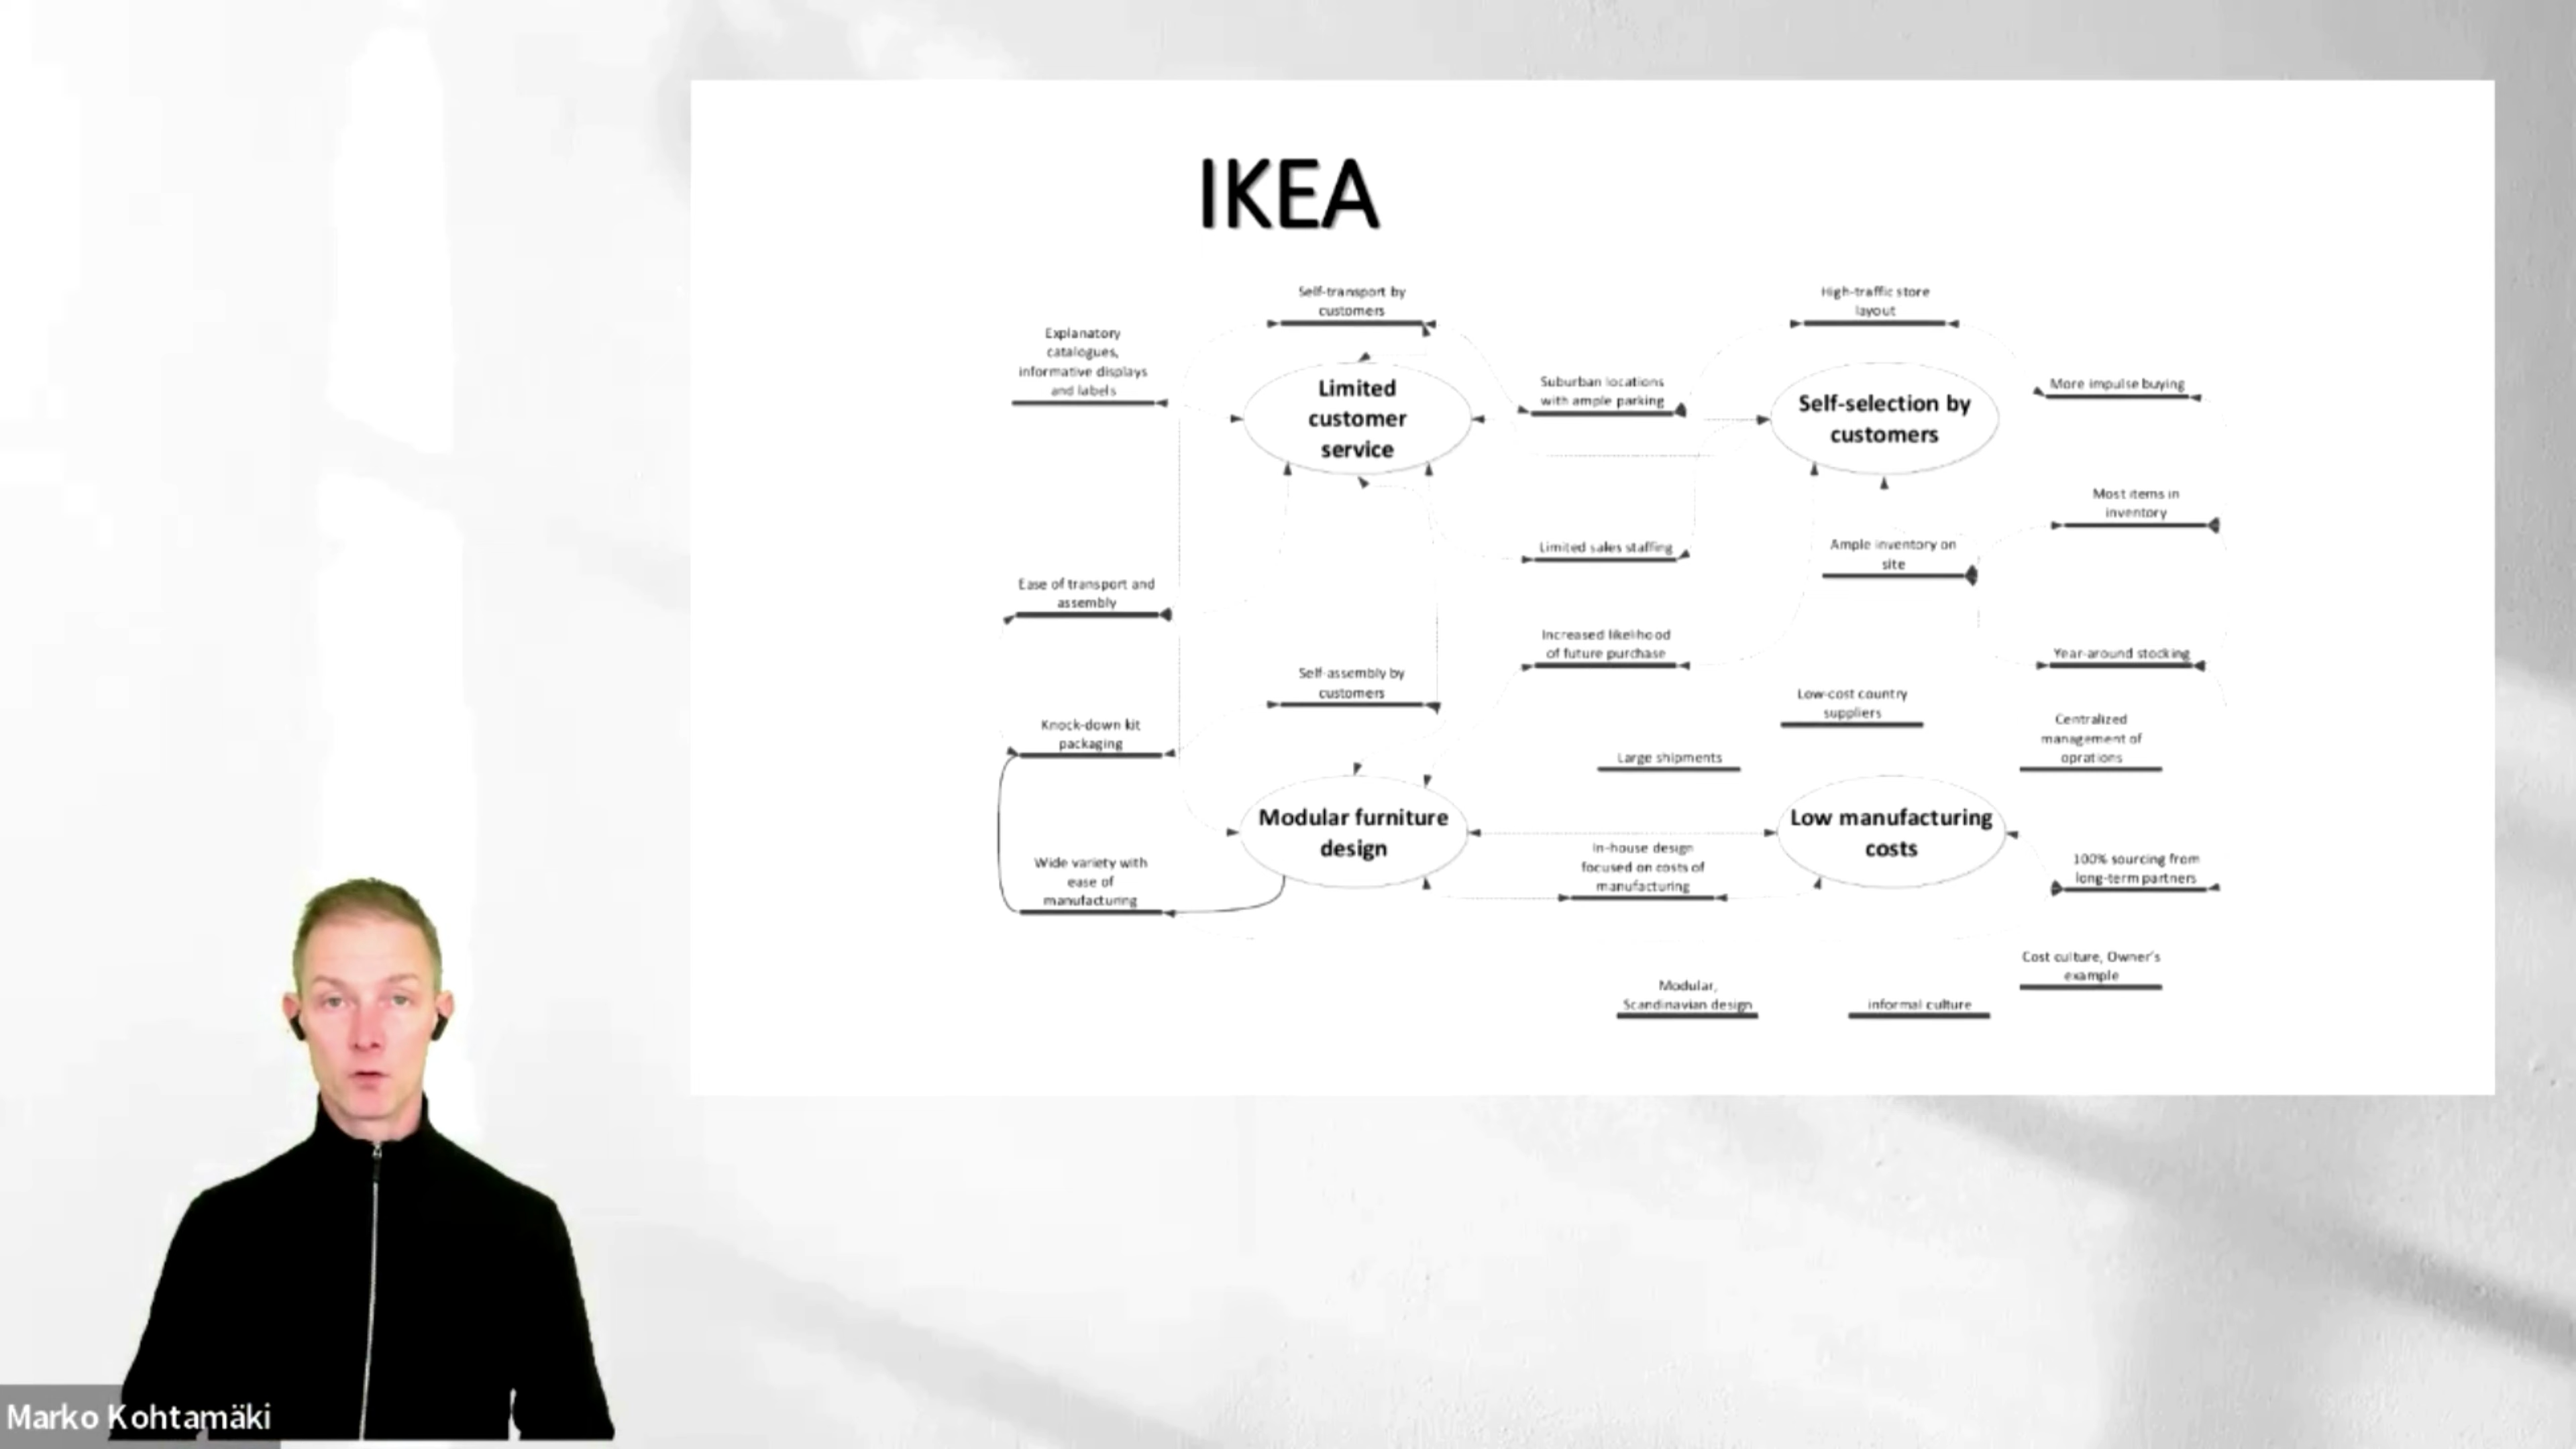 IKEA
Self-transport by
customers
High-traffic store
layout
Explanatory
catalogues,
informative displays
and labels
Limited
customer
service
Suburban locations
with ample parking
Self-selection by
customers
More impulse buying
Most items in
inventory
Limited sales staffing
Ample inventory on
site
Ease of transport and
assembly
Increased likelihood
of future purchase
Year-around stocking
Self-assembly by
customers
Low-cost country
suppliers
Knock-down kit
packaging
Large shipments
Centralized
management of
oprations
Modular furniture
design
Low manufacturing
costs
In-house design
focused on costs of
manufacturing
Wide variety with
ease of
manufacturing
100% sourcing from
long-term partners
Cost culture, Owner's
example
Modular,
Scandinavian design
informal culture
Marko Kohtamäki